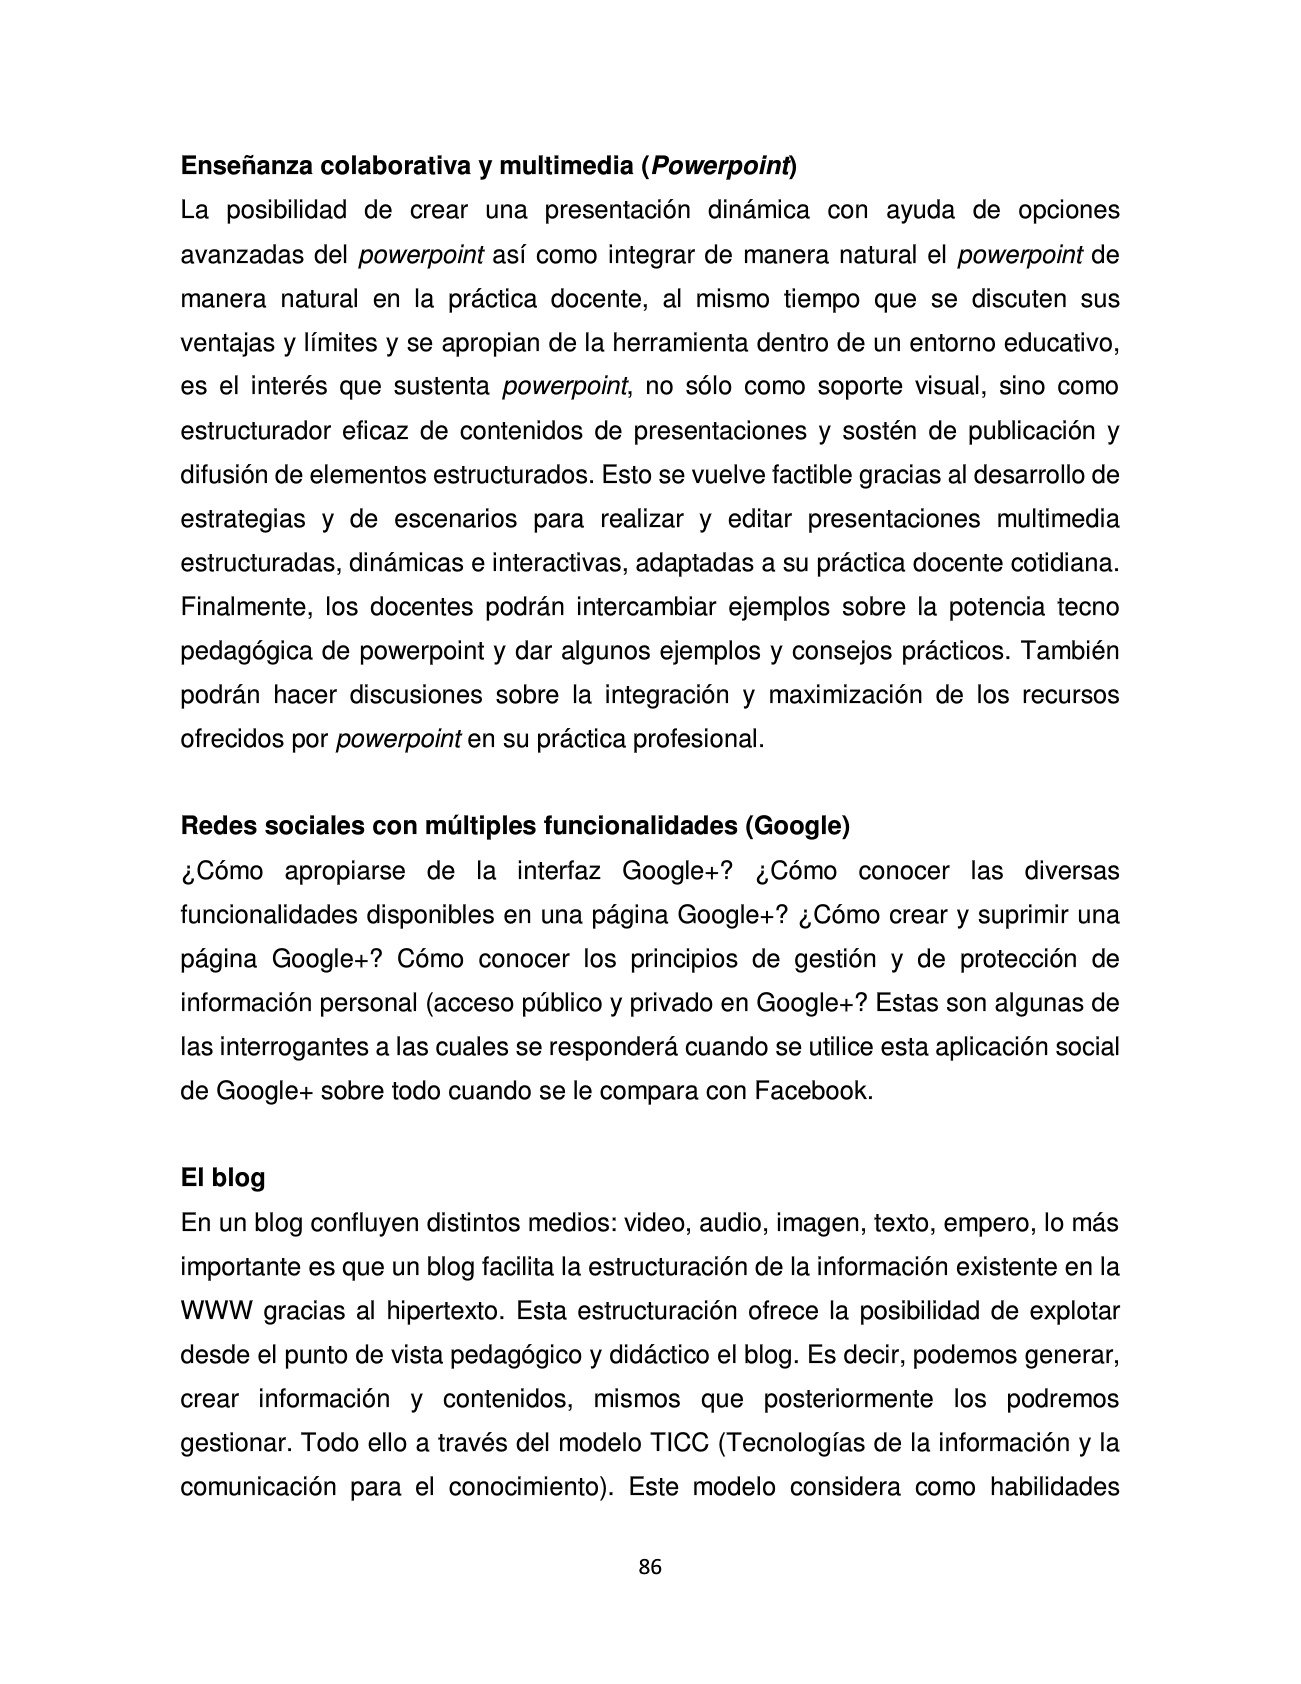 Enseñanza colaborativa y multimedia (Powerpoint)
La posibilidad de crear una presentación dinámica con ayuda de opciones
avanzadas del powerpoint así como integrar de manera natural el powerpoint de
manera natural en la práctica docente, al mismo tiempo que se discuten sus
ventajas y límites y se apropian de la herramienta dentro de un entorno educativo,
es el interés que sustenta powerpoint, no sólo como soporte visual, sino como
estructurador eficaz de contenidos de presentaciones y sostén de publicación y
difusión de elementos estructurados. Esto se vuelve factible gracias al desarrollo de
estrategias y de escenarios para realizar y editar presentaciones multimedia
estructuradas, dinámicas e interactivas, adaptadas a su práctica docente cotidiana.
Finalmente, los docentes podrán intercambiar ejemplos sobre la potencia tecno
pedagógica de powerpoint y dar algunos ejemplos y consejos prácticos. También
podrán hacer discusiones sobre la integración y maximización de los recursos
ofrecidos por powerpoint en su práctica profesional.
Redes sociales con múltiples funcionalidades (Google)
¿Cómo apropiarse de la interfaz Google+? ¿Cómo conocer las diversas
funcionalidades disponibles en una página Google+? ¿Cómo crear y suprimir una
página Google+? Cómo conocer los principios de gestión y de protección de
información personal (acceso público y privado en Google+? Estas son algunas de
las interrogantes a las cuales se responderá cuando se utilice esta aplicación social
de Google+ sobre todo cuando se le compara con Facebook.
El blog
En un blog confluyen distintos medios: video, audio, imagen, texto, empero, lo más
importante es que un blog facilita la estructuración de la información existente en la
WWW gracias al hipertexto. Esta estructuración ofrece la posibilidad de explotar
desde el punto de vista pedagógico y didáctico el blog. Es decir, podemos generar,
crear información y contenidos, mismos que posteriormente los podremos
gestionar. Todo ello a través del modelo TICC (Tecnologías de la información y la
comunicación para el conocimiento). Este modelo considera como habilidades
86